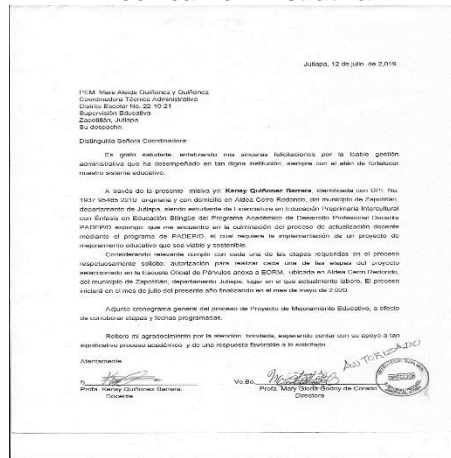 Jutiapa, 12 de julio de 2,019
PEM. Mara Aleida Quiñonez y Quiñonez
Coordinadora Técnica Administrativa
Distrito Escolar No. 22 10 21
Supervisión Educativa
Zapotitlán, Jutiapa
Su despacho.
Distinguida Señora Coordinadora:
Es grato saludarle, enfatizando mis sinceras felicitaciones por la loable gestión
administrativa que ha desempeñado en tan digna institución, siempre con el afán de fortalecer
nuestro sistema educativo.
A través de la presente misiva yo: Kensy Quiñonez Barrera, identificada con DPI. No.
1937 95485 2210 originaria y con domicilio en Aldea Cerro Redondo, del municipio de Zapotitlán,
departamento de Jutiapa, siendo estudiante de Licenciatura en Educación Preprimaria Intercultural
con Énfasis en Educación Bilingüe del Programa Académico de Desarrollo Profesional Docente
PADEP/D expongo que me encuentro en la culminación del proceso de actualización docente
mediante el programa de PADEP/D, el cual requiere la implementación de un proyecto de
mejoramiento educativo que sea viable y sostenible.
Considerando relevante cumplir con cada una de las etapas requeridas en el proceso
respetuosamente solicito: autorización para realizar cada una de las etapas del proyecto
seleccionado en la Escuela Oficial de Párvulos anexa a EORM, ubicada en Aldea Cerro Redondo,
del municipio de Zapotitlán, departamento Jutiapa, lugar en el que actualmente laboro. El proceso
iniciará en el mes de julio del presente año finalizando en el mes de mayo de 2,020.
Adjunto cronograma general del proceso de Proyecto de Mejoramiento Educativo, a efecto
de corroborar etapas y fechas programadas.
Reitero mi agradecimiento por la atención brindada, esperando contar con su apoyo a tan
significativo proceso académico y de una respuesta favorable a lo solicitado.
Atentamente.
AUTORIZADO
Vo.Bo.
Profa. Kensy Quiñonez Barrera.
Docente
Profa. Mary Gloria Godoy de Corado
Directora
DIRECCION